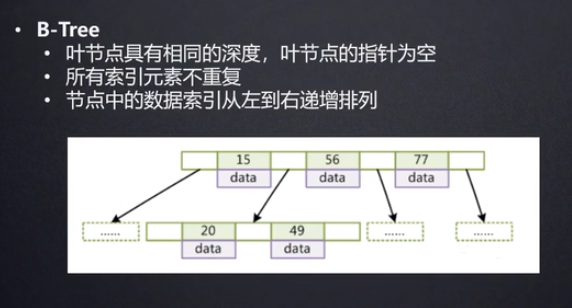 • B-Tree
• 叶节点具有相同的深度，叶节点的指针为空
• 所有索引元素不重复
• 节点中的数据索引从左到右递增排列
15 56 77
data data data
...... 20 49 ...... ......
data data